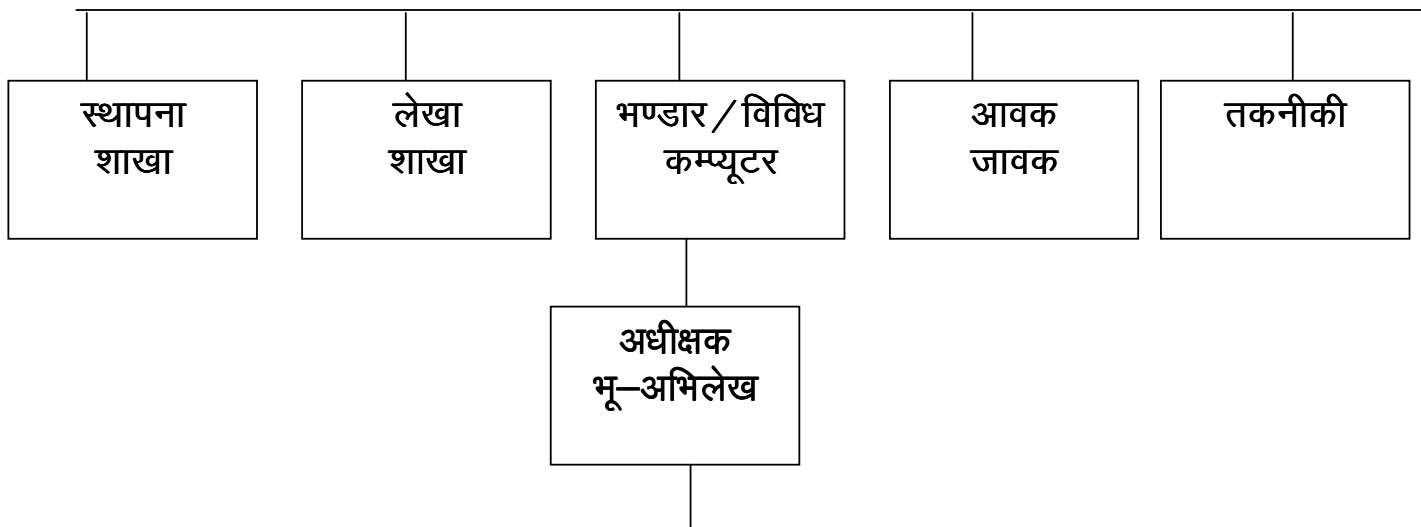 स्थापना
शाखा
लेखा
शाखा
भण्डार / विविध
कम्प्यूटर
आवक
जावक
तकनीकी
अधीक्षक
भू–अभिलेख